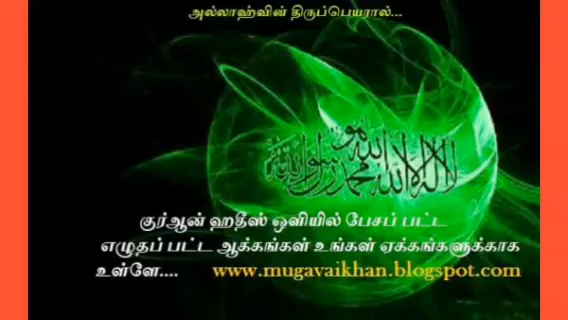 அல்லாஹ்வின் திருப்பெயரால்...
لا اله الا الله محمد رسول الله
குர்ஆன் ஹதீஸ் ஒளியில் பேசப் பட்ட
எழுதப் பட்ட ஆக்கங்கள் உங்கள் ஏக்கங்களுக்காக
உள்ளே.... www.mugavaikhan.blogspot.com